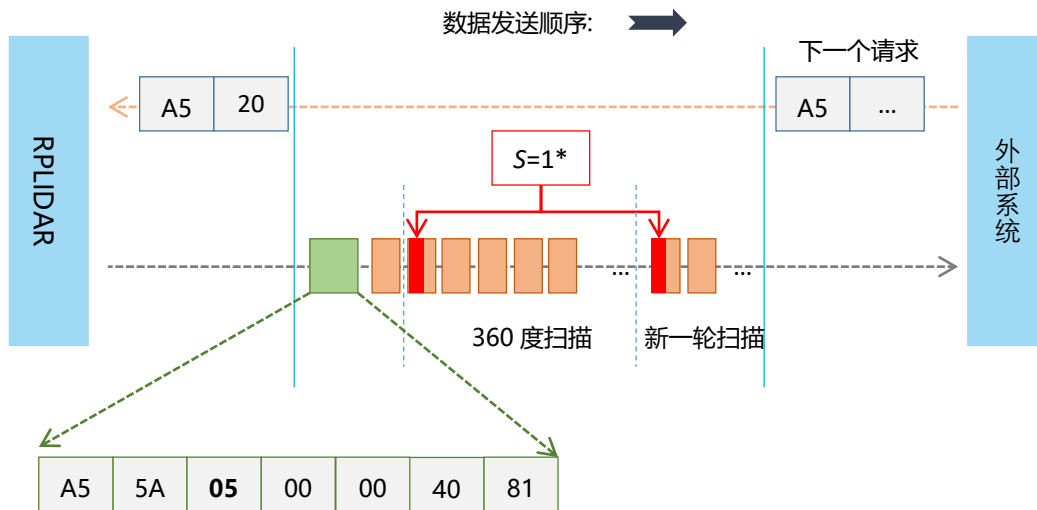 数据发送顺序:
下一个请求
A5 20
A5 ...
RPLIDAR
外部系统
S=1*
... ...
360 度扫描
新一轮扫描
A5 5A 05 00 00 40 81